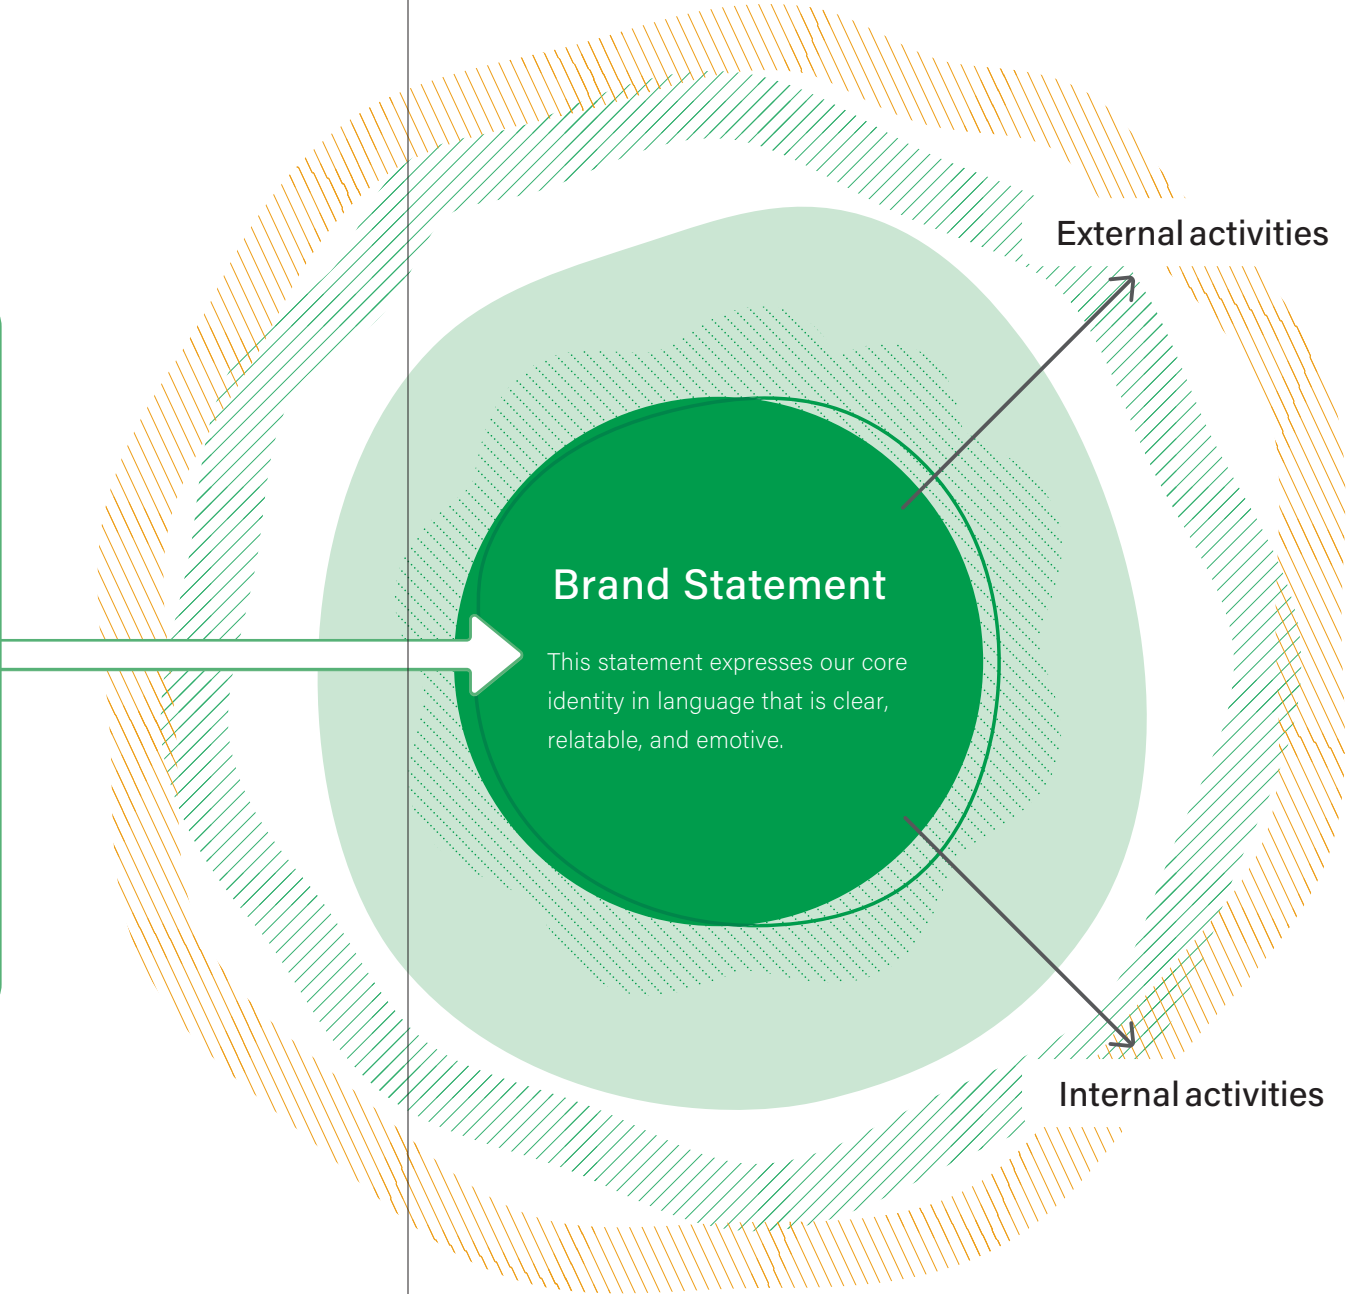 External activities
Brand Statement
This statement expresses our core
identity in language that is clear,
relatable, and emotive.
Internal activities